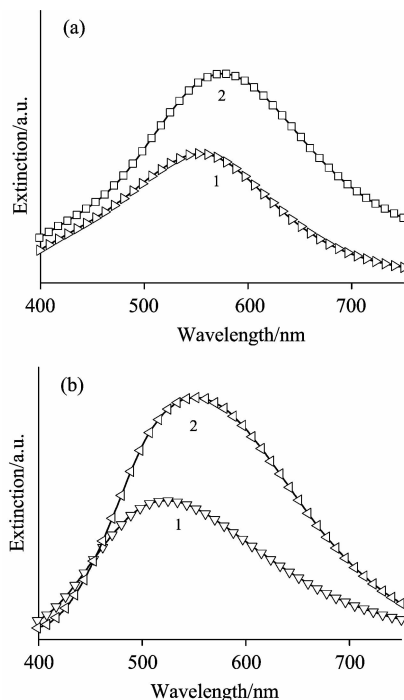 (a)
2
1
Extinction/a.u.
400 500 600 700
Wavelength/nm
(b)
2
1
Extinction/a.u.
400 500 600 700
Wavelength/nm